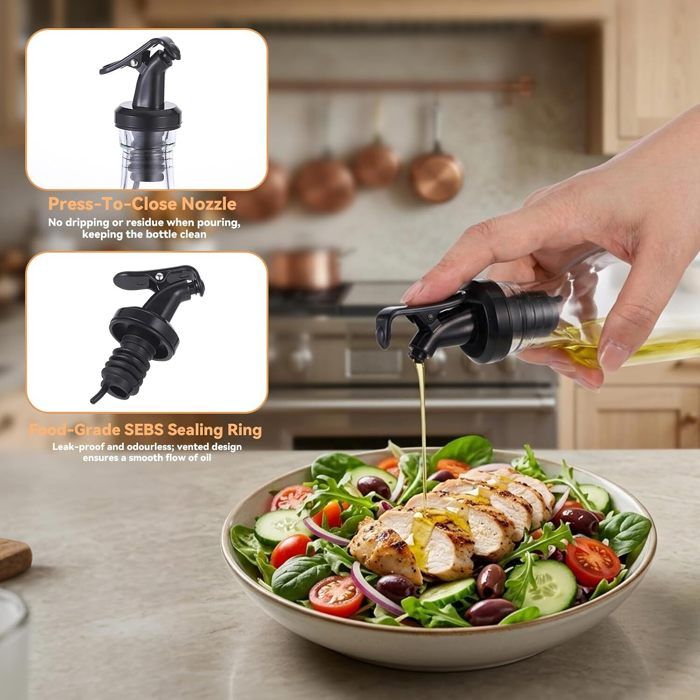 Press-To-Close Nozzle
No dripping or residue when pouring,
keeping the bottle clean
Food-Grade SEBS Sealing Ring
Leak-proof and odourless; vented design
ensures a smooth flow of oil